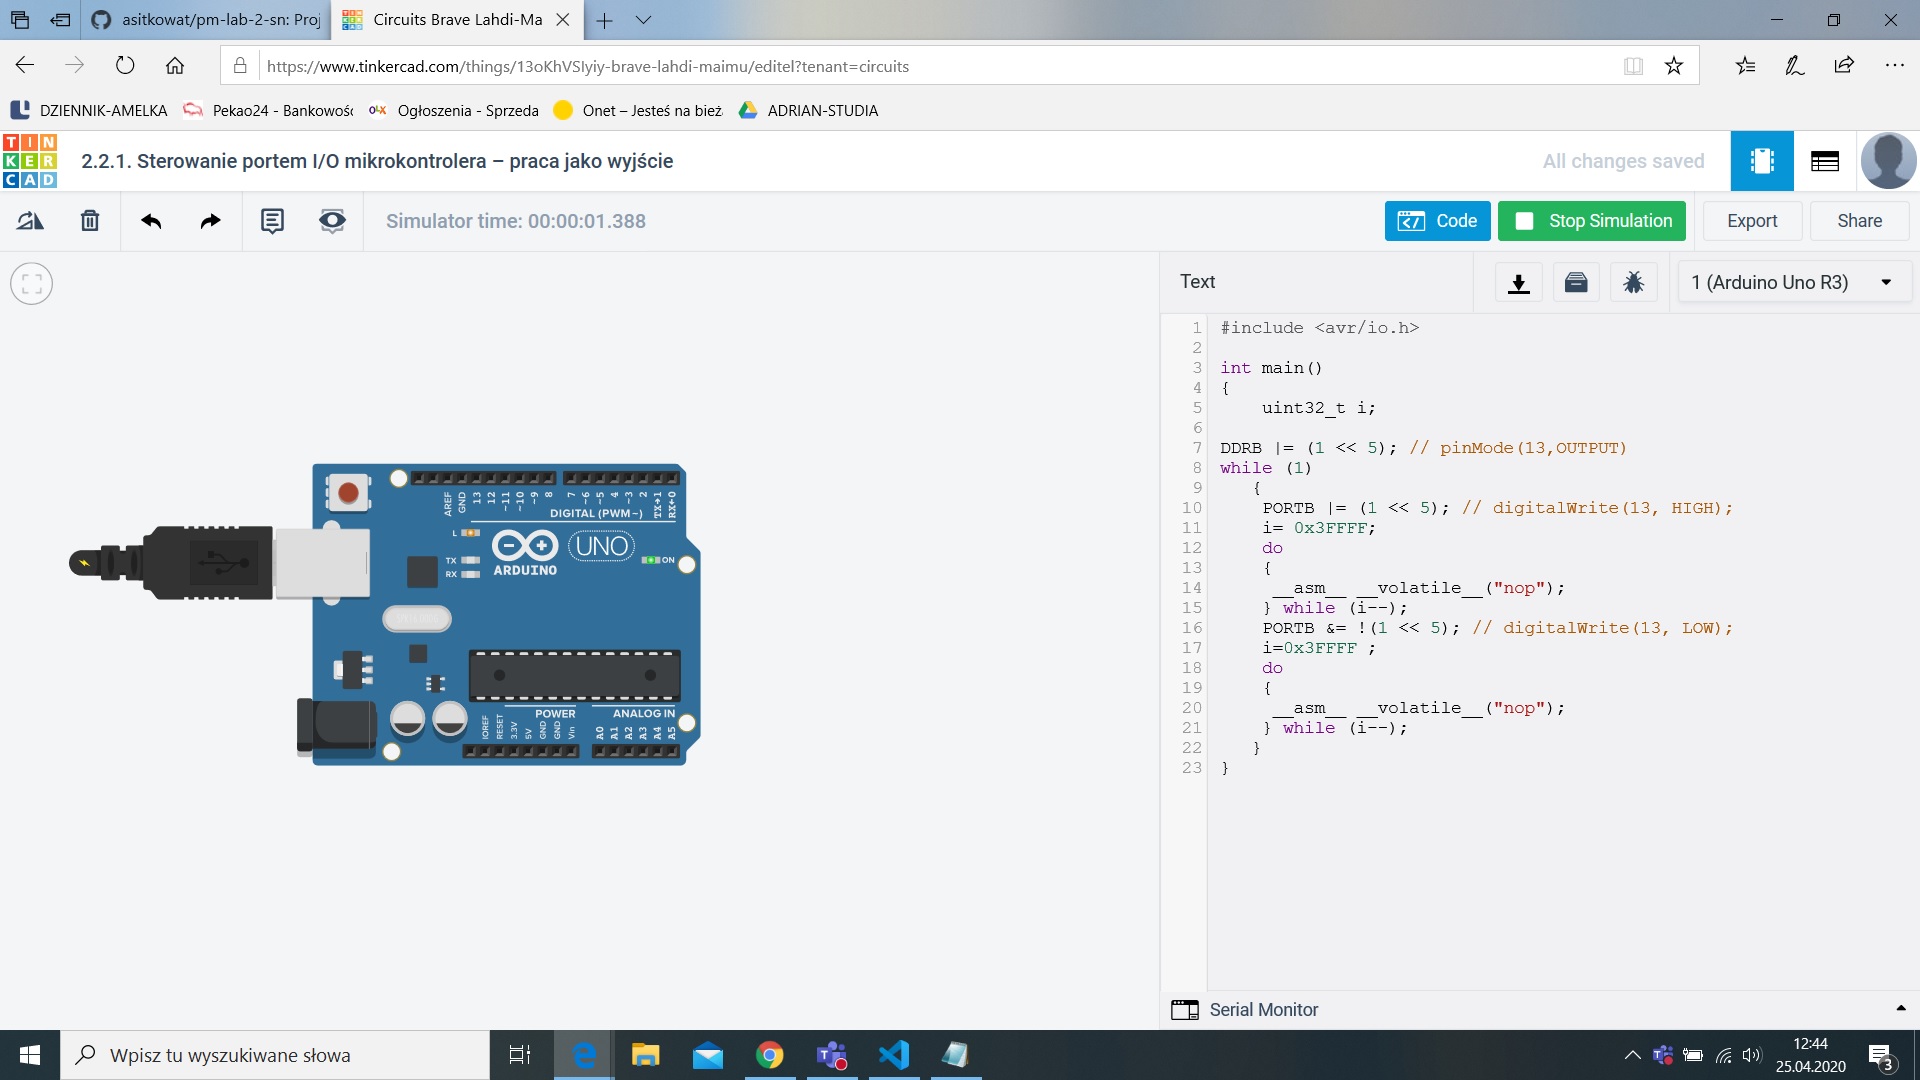 asitkowat/pm-lab-2-sn: Proj
Circuits Brave Lahdi-Ma
https://www.tinkercad.com/things/13oKhVSIyiy-brave-lahdi-maimu/editel?tenant=circuits
DZIENNIK-AMELKA
Pekao24 - Bankowość
OLX
Ogłoszenia - Sprzeda
Onet – Jesteś na bież
ADRIAN-STUDIA
TIN
KER
CAD
2.2.1. Sterowanie portem I/O mikrokontrolera – praca jako wyjście
All changes saved
Simulator time: 00:00:01.388
Code
Stop Simulation
Export
Share
Text
1 (Arduino Uno R3)
1 #include <avr/io.h>
2
3 int main()
4 {
5 uint32_t i;
6
7 DDRB |= (1 << 5); // pinMode(13,OUTPUT)
8 while (1)
9 {
10 PORTB |= (1 << 5); // digitalWrite(13, HIGH);
11 i= 0x3FFFF;
12 do
13 {
14 __asm__ __volatile__("nop");
15 } while (i--);
16 PORTB &= !(1 << 5); // digitalWrite(13, LOW);
17 i=0x3FFFF ;
18 do
19 {
20 __asm__ __volatile__("nop");
21 } while (i--);
22 }
23 }
AREF GND 13 12 ~11 ~10 ~9 8 7 ~6 ~5 4 ~3 2 TX→1 RX←0
DIGITAL (PWM~)
L
UNO
TX
RX
ARDUINO
ON
POWER
ANALOG IN
IOREF RESET 3.3V 5V GND GND Vin A0 A1 A2 A3 A4 A5
Serial Monitor
Wpisz tu wyszukiwane słowa
12:44
25.04.2020
3